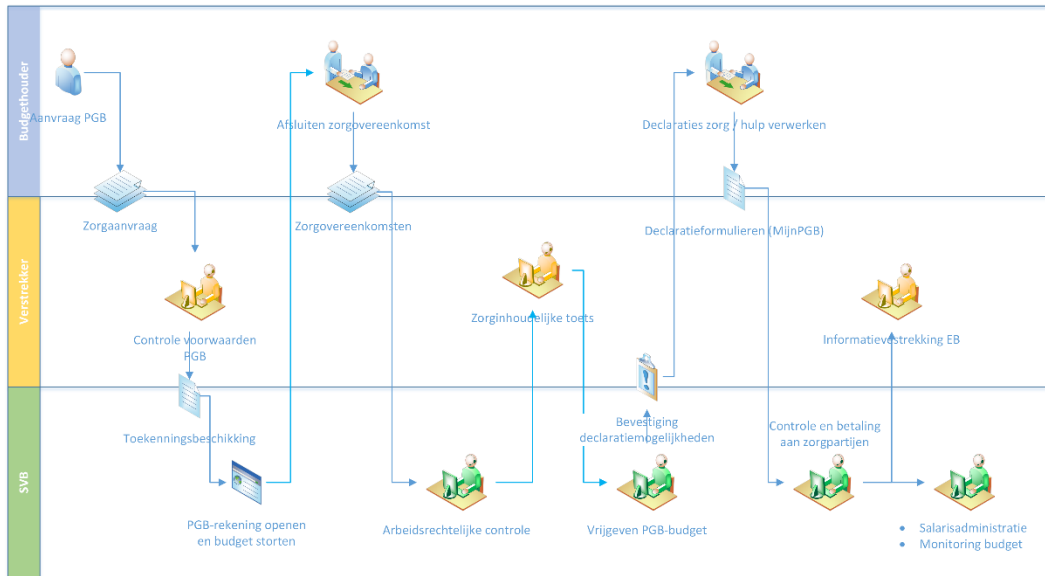 Budgethouder
Aanvraag PGB
Zorgaanvraag
Afsluiten zorgovereenkomst
Zorgovereenkomsten
Declaraties zorg / hulp verwerken
Declaratieformulieren (MijnPGB)
Verstrekker
Controle voorwaarden
PGB
Toekenningsbeschikking
Zorginhoudelijke toets
Bevestiging
declaratiemogelijkheden
Informatieverstrekking EB
SVB
PGB-rekening openen
en budget storten
Arbeidsrechtelijke controle
Vrijgeven PGB-budget
Controle en betaling
aan zorgpartijen
• Salarisadministratie
• Monitoring budget